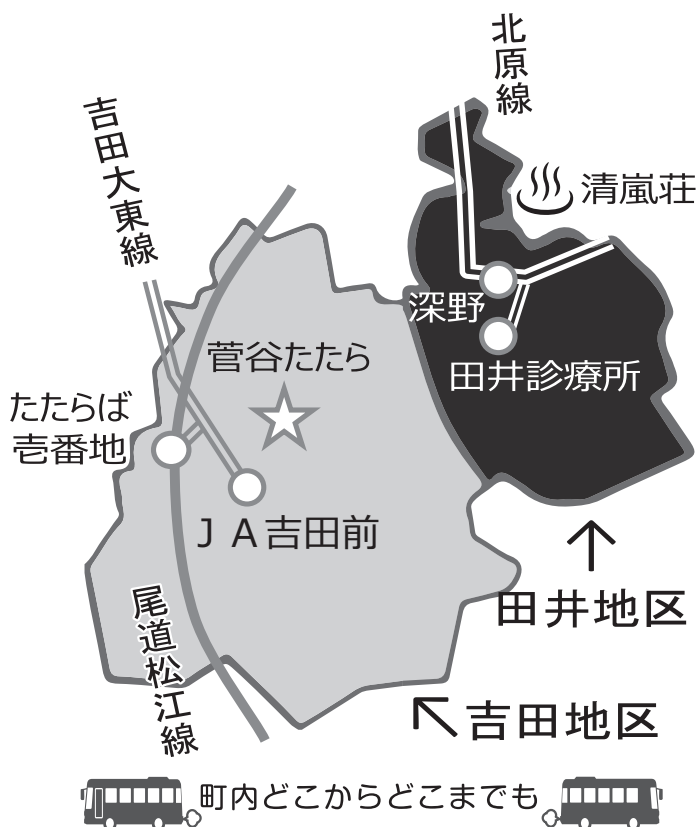 北原線
吉田大東線
清嵐荘
深野
菅谷たたら
田井診療所
たたらば
壱番地
ＪＡ吉田前
田井地区
尾道松江線
吉田地区
町内どこからどこまでも